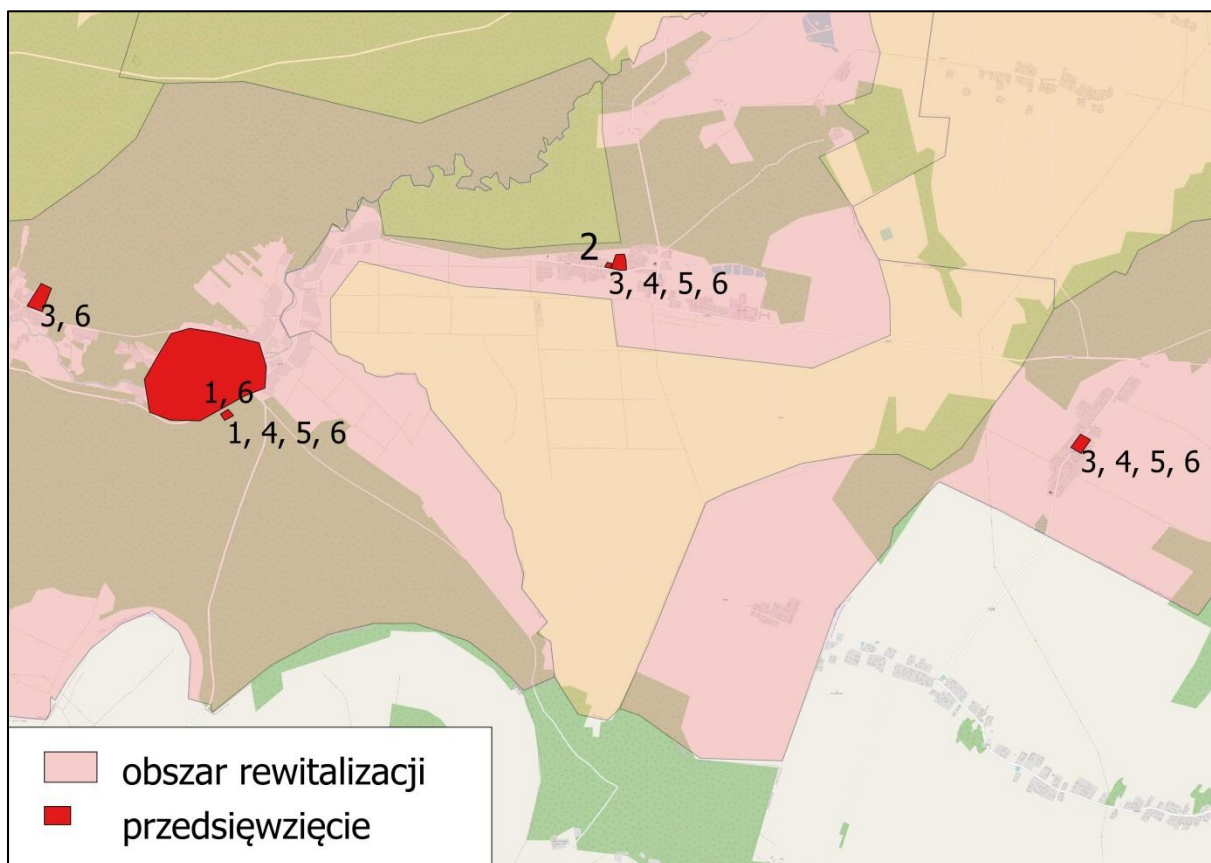 2
3, 4, 5, 6
3, 6
1, 6
1, 4, 5, 6
3, 4, 5, 6
obszar rewitalizacji
przedsięwzięcie